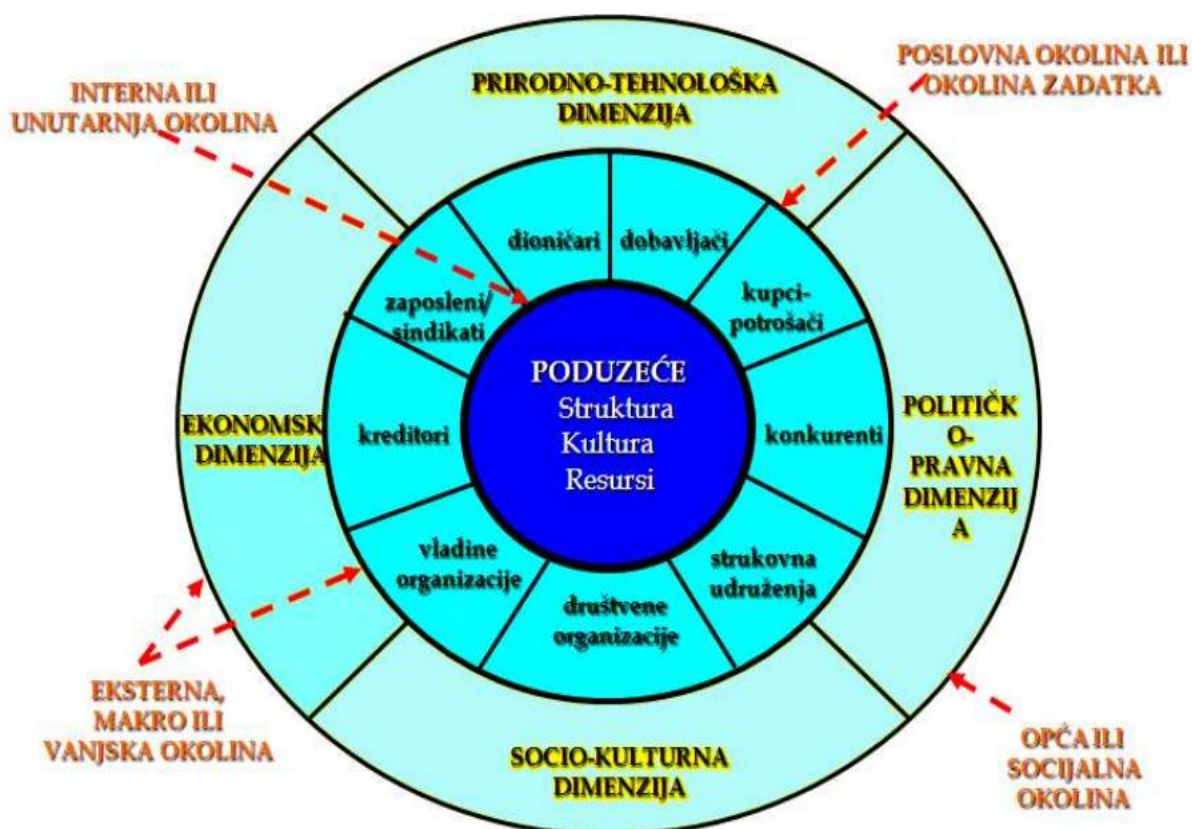 PRIRODNO-TEHNOLOŠKA
DIMENZIJA
POSLOVNA OKOLINA ILI
OKOLINA ZADATKA
INTERNA ILI
UNUTARNJA OKOLINA
dioničari
dobavljači
zaposleni/
sindikati
kupci-
potrošači
PODUZEĆE
Struktura
Kultura
Resursi
EKONOMSK
DIMENZIJA
kreditori
konkurenti
POLITIČK
O-
PRAVNA
DIMENZIJ
A
vladine
organizacije
strukovna
udruženja
društvene
organizacije
EKSTERNA,
MAKRO ILI
VANJSKA OKOLINA
SOCIO-KULTURNA
DIMENZIJA
OPĆA ILI
SOCIJALNA
OKOLINA